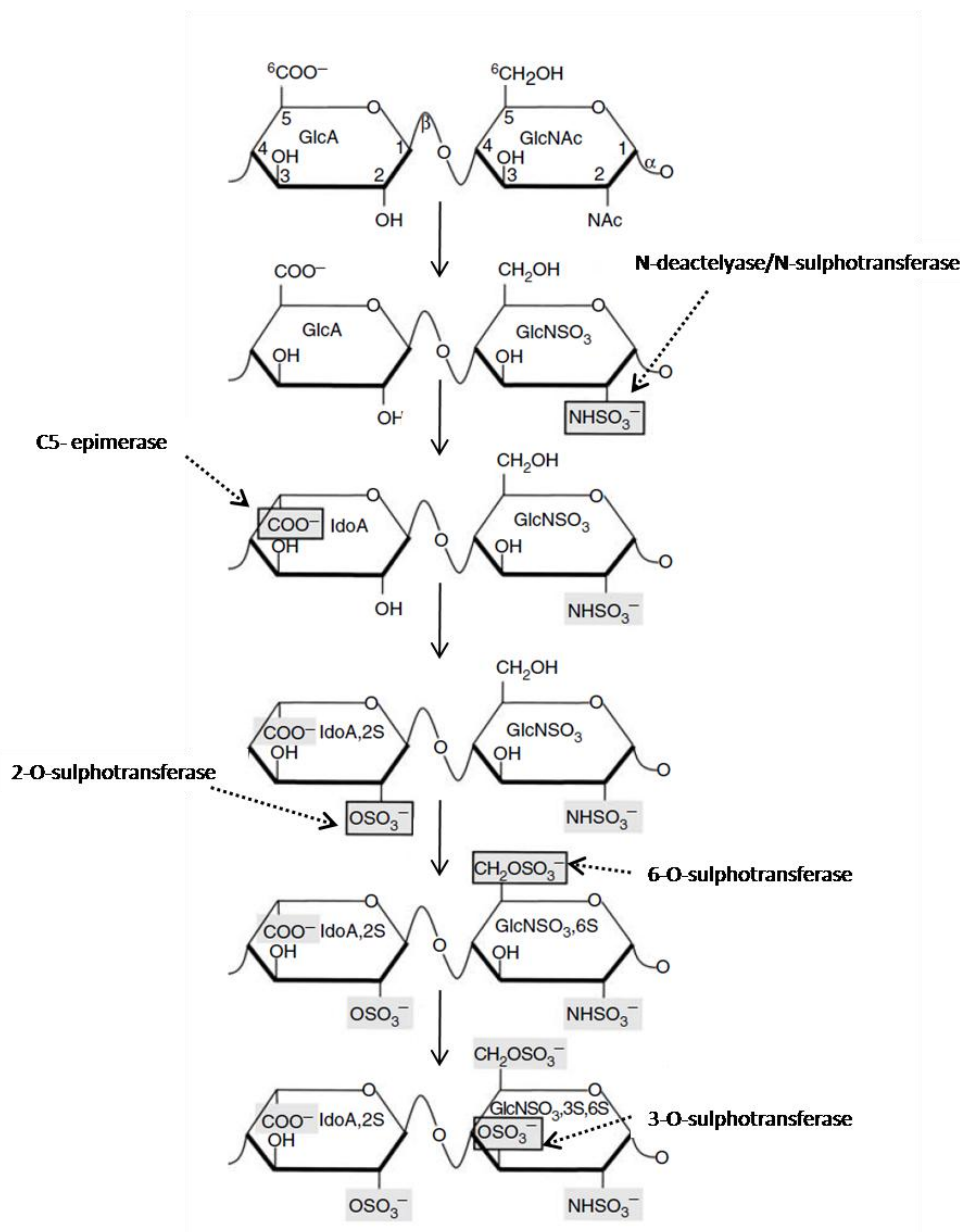 ⁶COO⁻ ⁶CH₂OH
5 O 5 O
GlcA β GlcNAc
4 OH 1 O 4 OH 1 α O
3 2 3 2
OH NAc
N-deactelyase/N-sulphotransferase
COO⁻ CH₂OH
O O
GlcA GlcNSO₃
OH O OH O
OH NHSO₃⁻
C5- epimerase
CH₂OH
O O
COO⁻ IdoA GlcNSO₃
OH O OH O
OH NHSO₃⁻
CH₂OH
O O
COO⁻ IdoA,2S GlcNSO₃
OH O OH O
2-O-sulphotransferase
OSO₃⁻ NHSO₃⁻
CH₂OSO₃⁻
6-O-sulphotransferase
O O
COO⁻ IdoA,2S GlcNSO₃,6S
OH O OH O
OSO₃⁻ NHSO₃⁻
CH₂OSO₃⁻
O O
COO⁻ IdoA,2S GlcNSO₃,3S,6S
3-O-sulphotransferase
OH O OSO₃⁻ O
OSO₃⁻ NHSO₃⁻